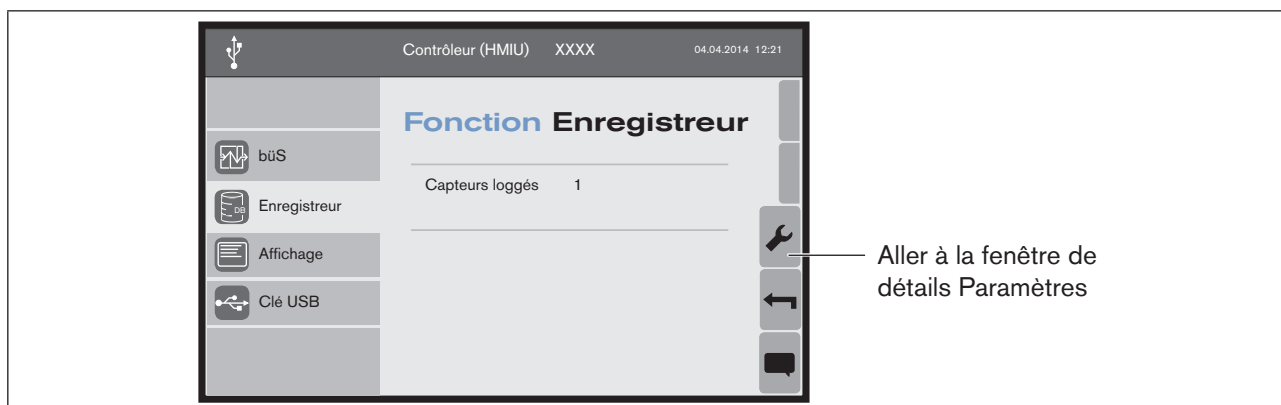 Contrôleur (HMIU) XXXX 04.04.2014 12:21
Fonction Enregistreur
büS
Capteurs loggés 1
DB Enregistreur
Affichage
Clé USB
Aller à la fenêtre de
détails Paramètres